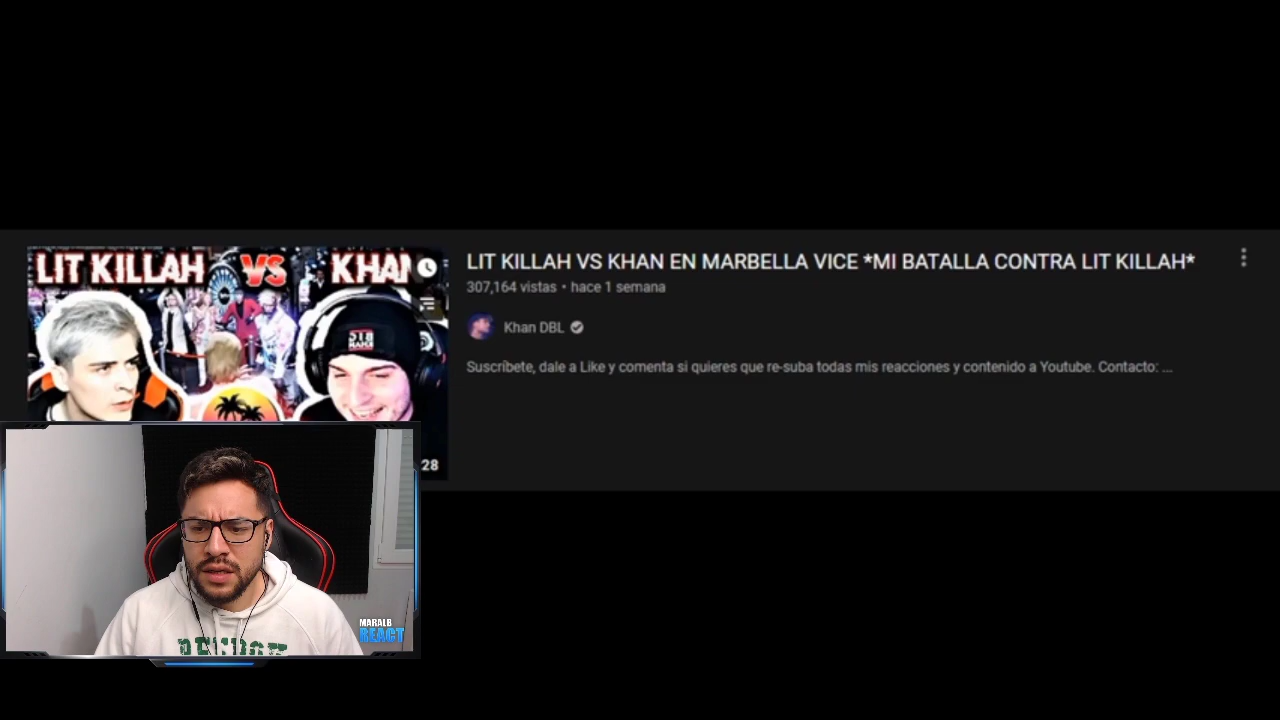 LIT KILLAH VS KHAN
LIT KILLAH VS KHAN EN MARBELLA VICE *MI BATALLA CONTRA LIT KILLAH*
307,164 vistas • hace 1 semana
Khan DBL
Suscríbete, dale a Like y comenta si quieres que re-suba todas mis reacciones y contenido a Youtube. Contacto: ...
28
MARALB
REACT